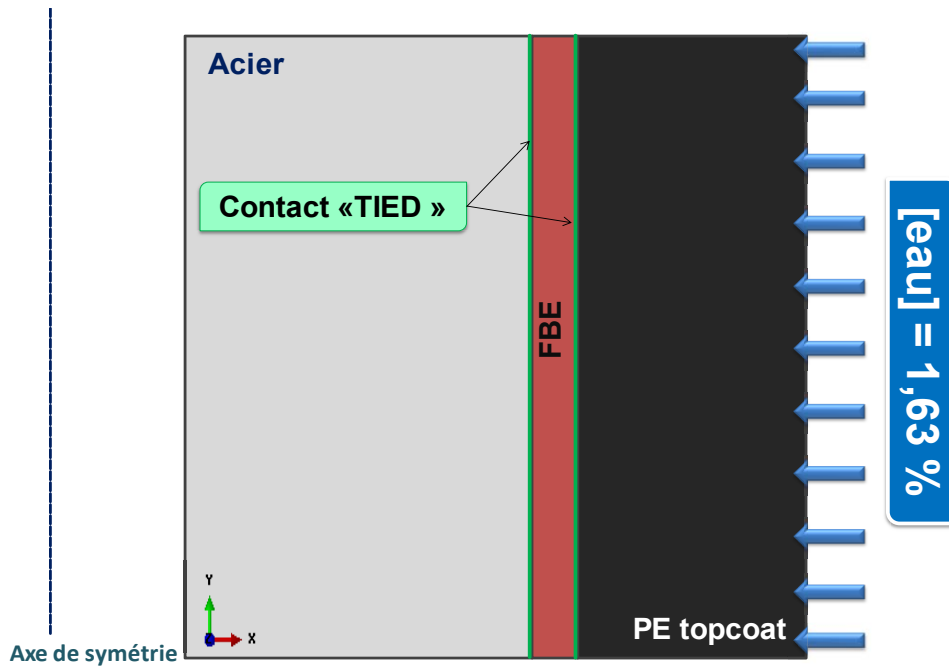 Acier
Contact «TIED »
FBE
[eau] = 1,63 %
Y
X
PE topcoat
Axe de symétrie